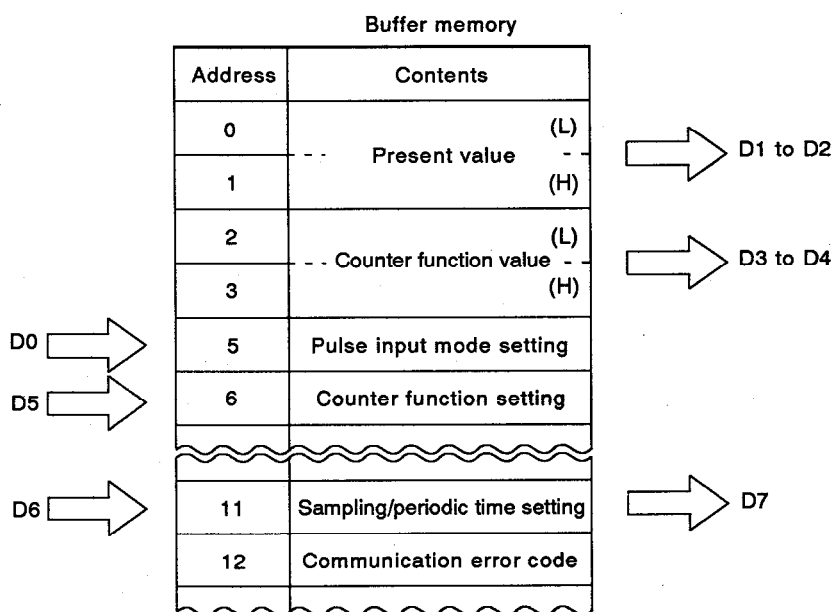 Buffer memory
Address Contents
0 (L)
Present value D1 to D2
1 (H)
2 (L)
Counter function value D3 to D4
3 (H)
D0 5 Pulse input mode setting
D5 6 Counter function setting
D6 11 Sampling/periodic time setting D7
12 Communication error code